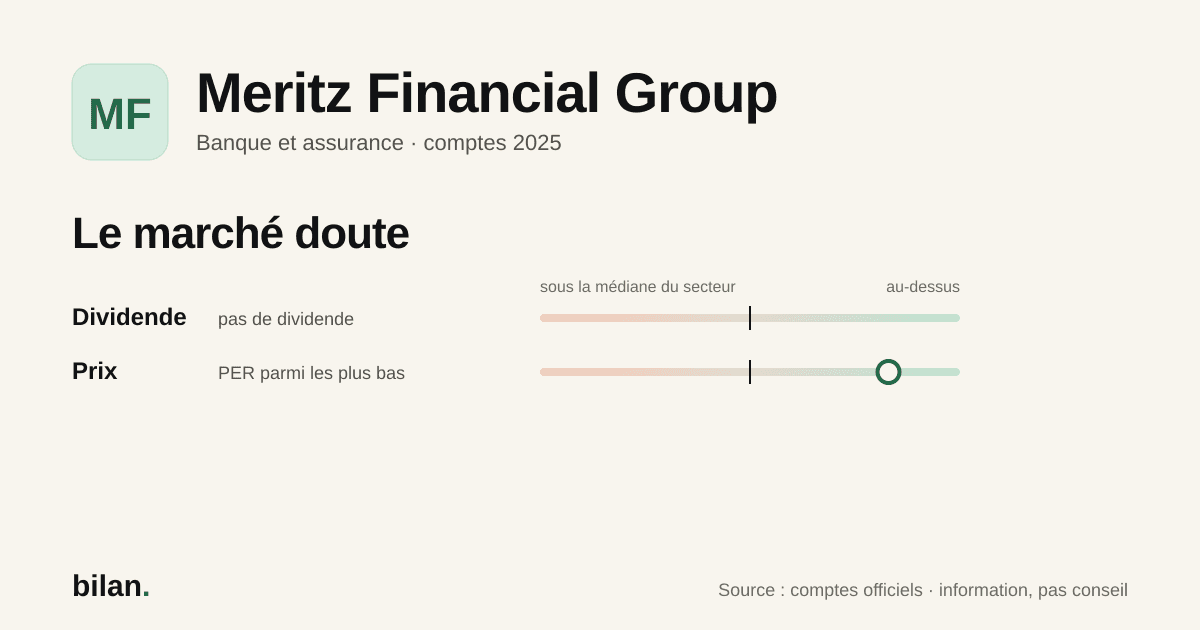 MF
Meritz Financial Group
Banque et assurance · comptes 2025
Le marché doute
sous la médiane du secteur au-dessus
Dividende pas de dividende
Prix PER parmi les plus bas
bilan.
Source : comptes officiels · information, pas conseil